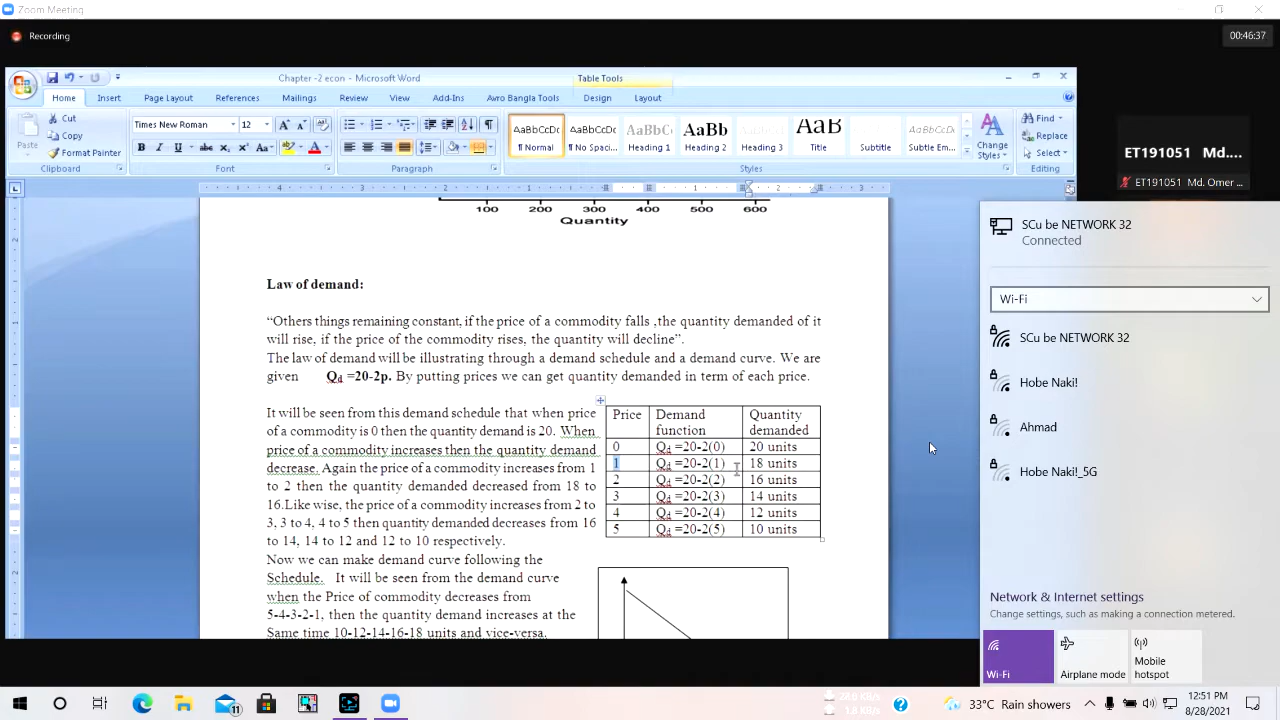 Zoom Meeting
Recording
00:46:37
Chapter -2 econ - Microsoft Word
Table Tools
Home Insert Page Layout References Mailings Review View Add-Ins Avro Bangla Tools Design Layout
Paste
Cut
Copy
Format Painter
Clipboard
Times New Roman 12
Font
Paragraph
AaBbCcDc AaBbCcDc AaBbC AaBb AaBbC AaB AaBbCcDc
¶ Normal ¶ No Spaci... Heading 1 Heading 2 Heading 3 Title Subtitle Subtle Em...
Styles
Change
Styles
Find
Replace
Select
Editing
ET191051 Md....
ET191051 Md. Omer ...
100 200 300 400 500 600
Quantity
Law of demand:
“Others things remaining constant, if the price of a commodity falls ,the quantity demanded of it
will rise, if the price of the commodity rises, the quantity will decline”.
The law of demand will be illustrating through a demand schedule and a demand curve. We are
given Qd =20-2p. By putting prices we can get quantity demanded in term of each price.
It will be seen from this demand schedule that when price
of a commodity is 0 then the quantity demand is 20. When
price of a commodity increases then the quantity demand
decrease. Again the price of a commodity increases from 1
to 2 then the quantity demanded decreased from 18 to
16.Like wise, the price of a commodity increases from 2 to
3, 3 to 4, 4 to 5 then quantity demanded decreases from 16
to 14, 14 to 12 and 12 to 10 respectively.
Now we can make demand curve following the
Schedule. It will be seen from the demand curve
when the Price of commodity decreases from
5-4-3-2-1, then the quantity demand increases at the
Same time 10-12-14-16-18 units and vice-versa.
Price Demand function Quantity demanded
0 Qd =20-2(0) 20 units
1 Qd =20-2(1) 18 units
2 Qd =20-2(2) 16 units
3 Qd =20-2(3) 14 units
4 Qd =20-2(4) 12 units
5 Qd =20-2(5) 10 units
SCu be NETWORK 32
Connected
Wi-Fi
SCu be NETWORK 32
Hobe Naki!
Ahmad
Hobe Naki!_5G
Network & Internet settings
Change settings, such as making a connection metered.
Wi-Fi
Airplane mode
Mobile
hotspot
11
33°C Rain showers
12:51 PM
8/28/2021